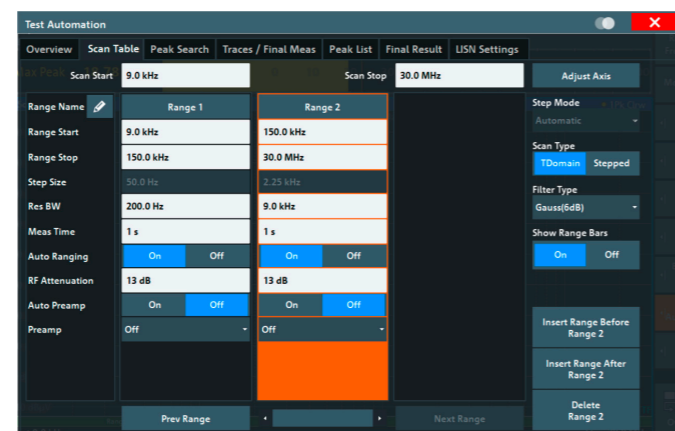 Test Automation
Overview Scan Table Peak Search Traces / Final Meas Peak List Final Result LISN Settings
Scan Start 9.0 kHz Scan Stop 30.0 MHz Adjust Axis
Range Name Range 1 Range 2 Step Mode
Automatic
Range Start 9.0 kHz 150.0 kHz
Scan Type
Range Stop 150.0 kHz 30.0 MHz TDomain Stepped
Step Size 50.0 Hz 2.25 kHz Filter Type
Res BW 200.0 Hz 9.0 kHz Gauss(6dB)
Meas Time 1 s 1 s Show Range Bars
Auto Ranging On Off On Off On Off
RF Attenuation 13 dB 13 dB
Auto Preamp On Off On Off
Preamp Off Off
Insert Range Before
Range 2
Insert Range After
Range 2
Delete
Range 2
Prev Range Next Range